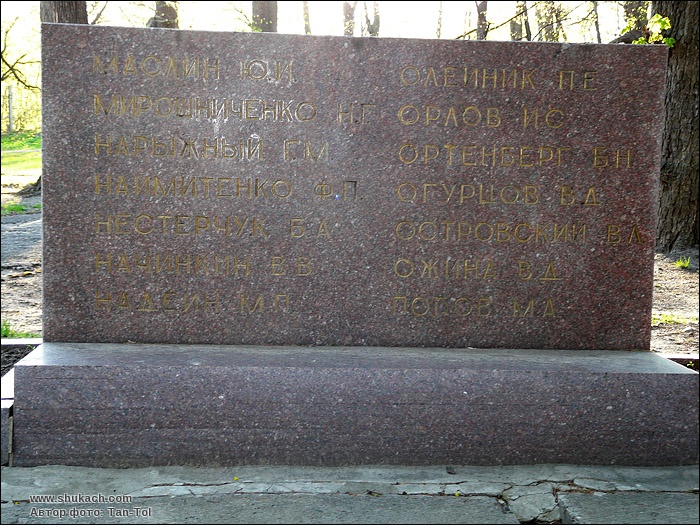 МАСЛИН Ю.И.
МИРОШНИЧЕНКО Н.Г.
НАРЫЖНЫЙ Г.М.
НАЙМИТЕНКО Ф.П.
НЕСТЕРЧУК Б.А.
НАЧИНКИН В.В.
НАДЕИН М.П.
ОЛЕЙНИК П.Е.
ОРЛОВ И.С.
ОРТЕНБЕРГ Б.Н.
ОГУРЦОВ В.Д.
ОСТРОВСКИЙ В.Л.
ОЖИНА В.Д.
ПОПОВ М.А.
www.shukach.com
Автор фото: Tan-Tol